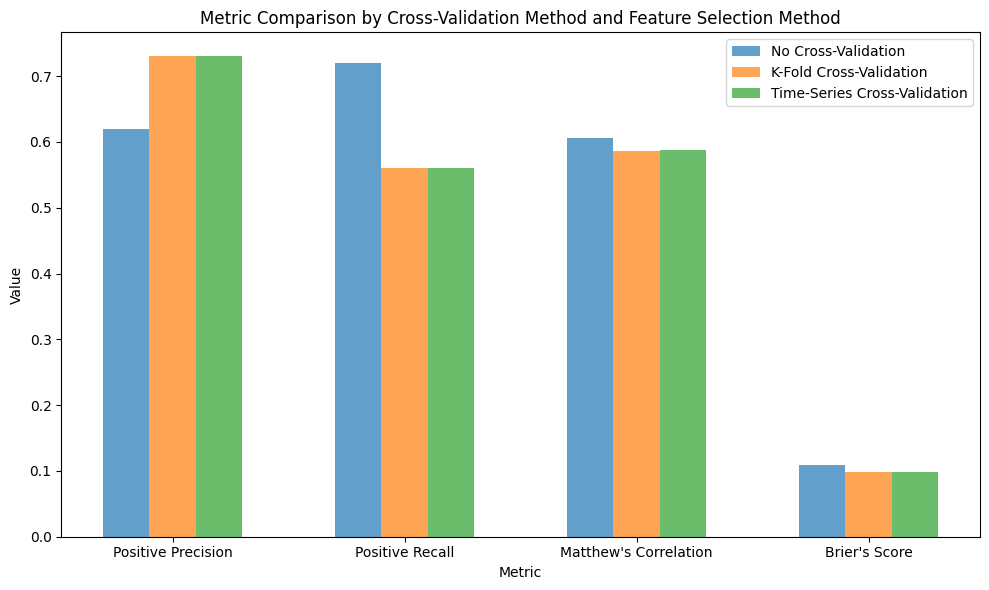 Metric Comparison by Cross-Validation Method and Feature Selection Method
No Cross-Validation
K-Fold Cross-Validation
Time-Series Cross-Validation
Value
0.7
0.6
0.5
0.4
0.3
0.2
0.1
0.0
Positive Precision
Positive Recall
Matthew's Correlation
Brier's Score
Metric